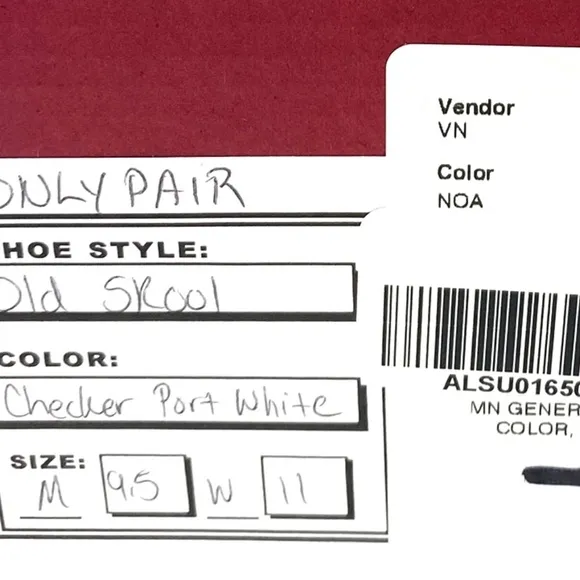 ONLY PAIR
HOE STYLE:
Old Skool
COLOR:
Checker Port White
SIZE:
M 9.5 W 11
Vendor
VN
Color
NOA
ALSU01650
MN GENER
COLOR,